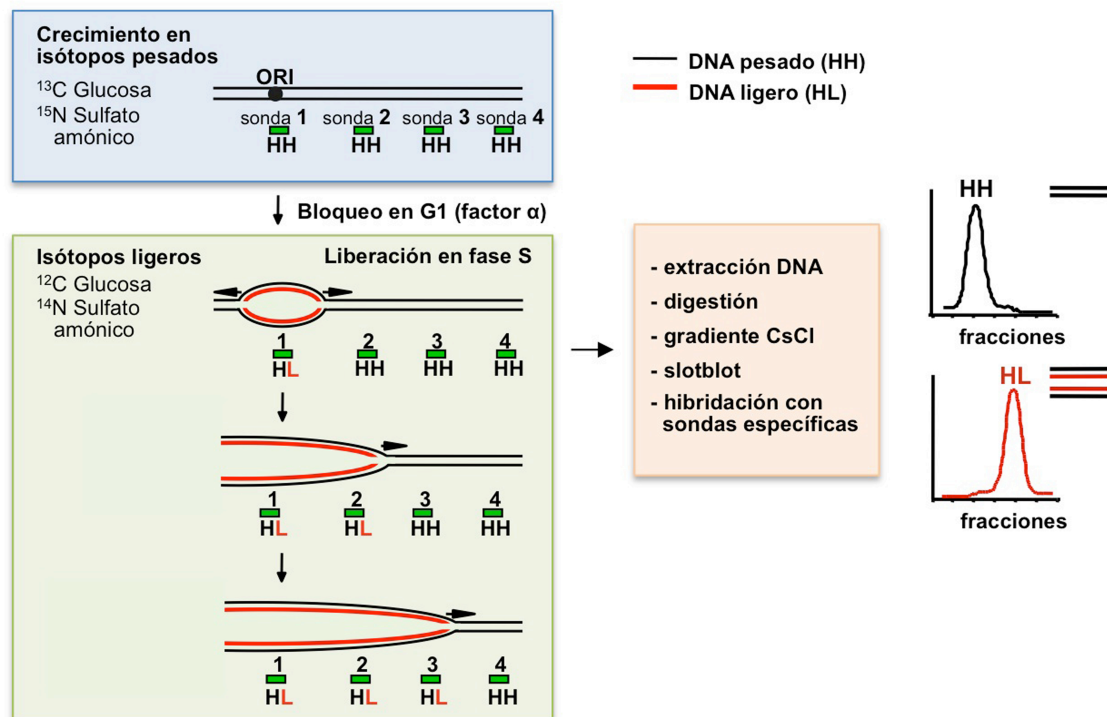 Crecimiento en
isótopos pesados
13C Glucosa
15N Sulfato
amónico
ORI
sonda 1 sonda 2 sonda 3 sonda 4
HH HH HH HH
DNA pesado (HH)
DNA ligero (HL)
Bloqueo en G1 (factor α)
Isótopos ligeros
Liberación en fase S
12C Glucosa
14N Sulfato
amónico
1 2 3 4
HL HH HH HH
1 2 3 4
HL HL HH HH
1 2 3 4
HL HL HL HH
- extracción DNA
- digestión
- gradiente CsCl
- slotblot
- hibridación con
sondas específicas
HH
fracciones
HL
fracciones